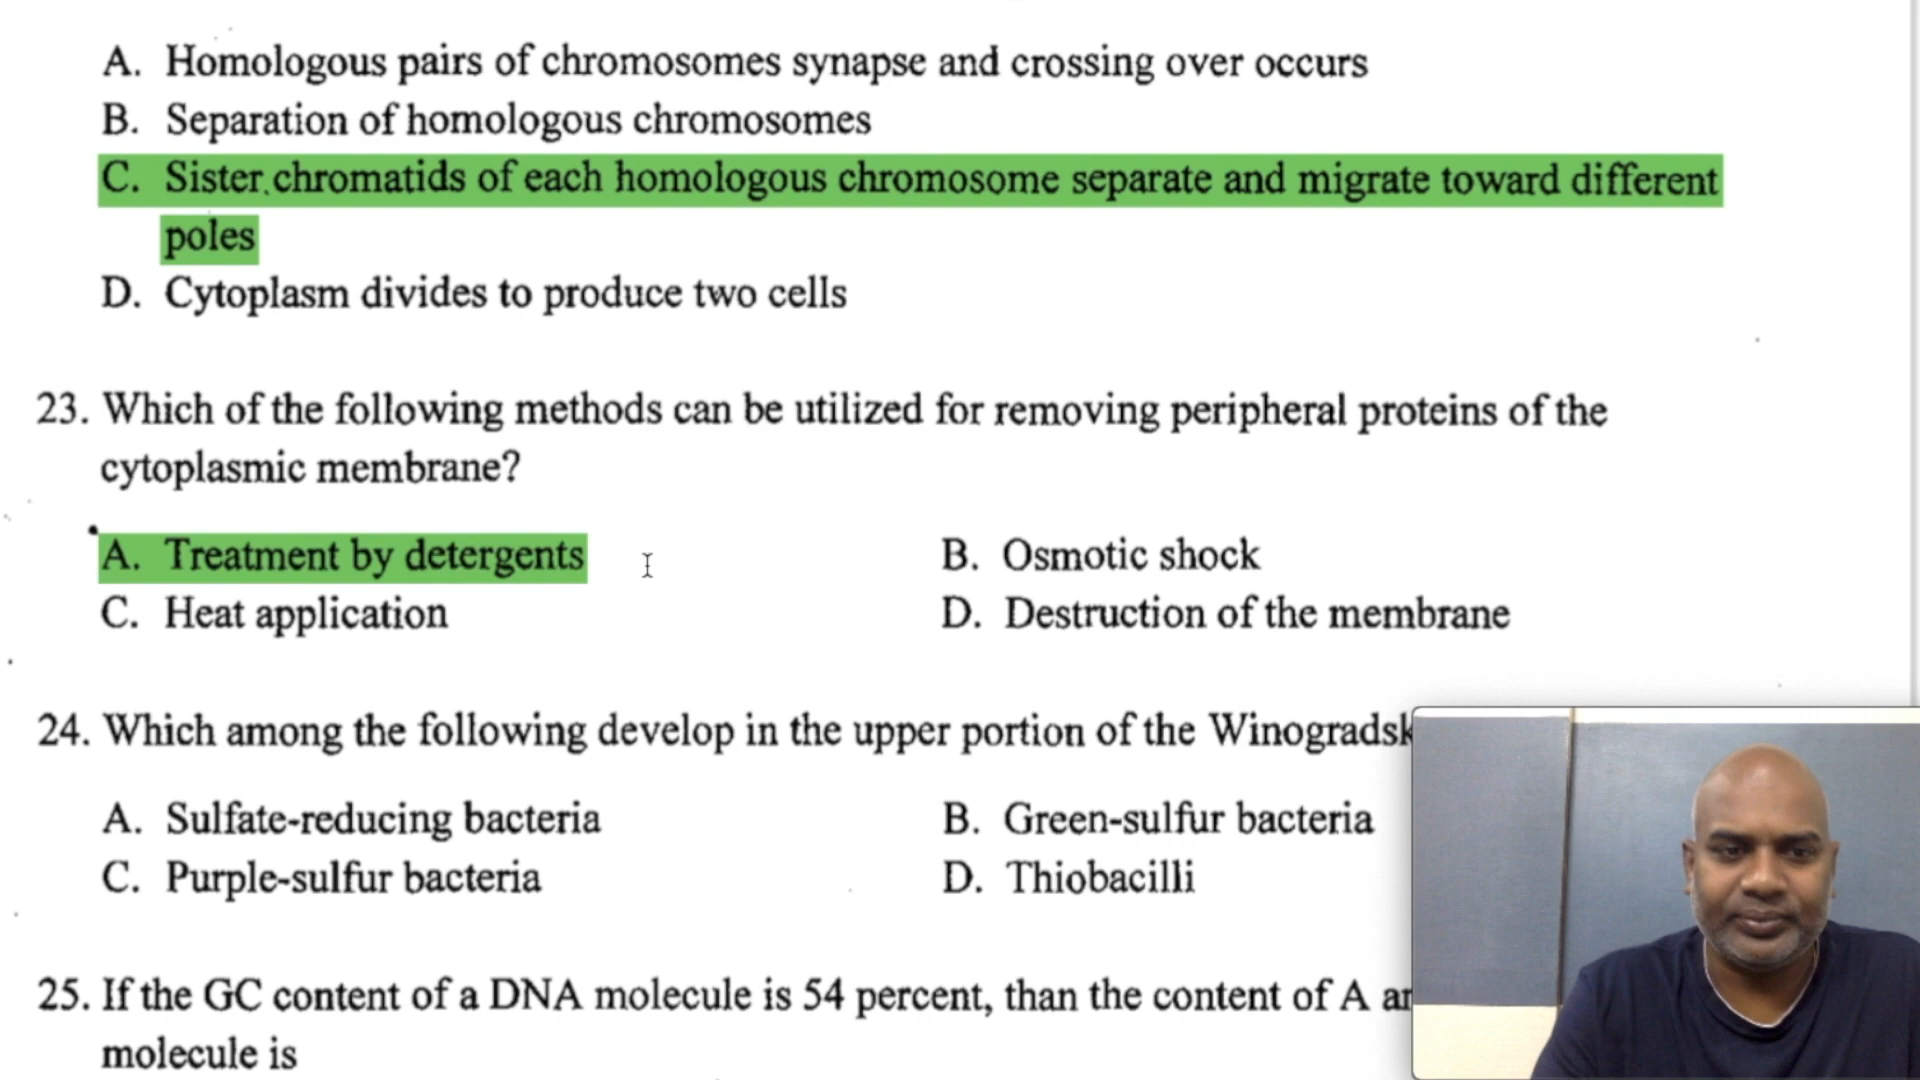 A. Homologous pairs of chromosomes synapse and crossing over occurs
B. Separation of homologous chromosomes
C. Sister chromatids of each homologous chromosome separate and migrate toward different
poles
D. Cytoplasm divides to produce two cells
23. Which of the following methods can be utilized for removing peripheral proteins of the
cytoplasmic membrane?
A. Treatment by detergents B. Osmotic shock
C. Heat application D. Destruction of the membrane
24. Which among the following develop in the upper portion of the
A. Sulfate-reducing bacteria B. Green-sulfur bacteria
C. Purple-sulfur bacteria D. Thiobacilli
25. If the GC content of a DNA molecule is 54 percent, than the content of A
molecule is